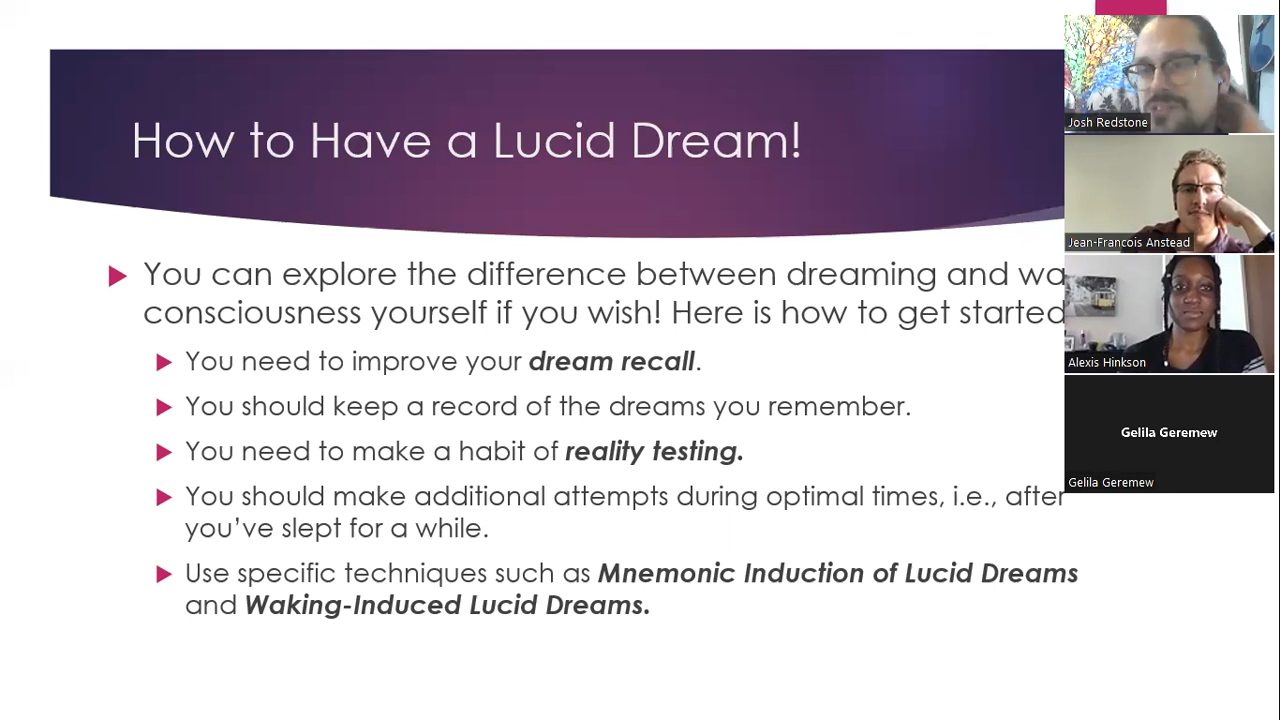 How to Have a Lucid Dream!
You can explore the difference between dreaming and
consciousness yourself if you wish! Here is how to get started
You need to improve your dream recall.
You should keep a record of the dreams you remember.
You need to make a habit of reality testing.
You should make additional attempts during optimal times, i.e., after
you've slept for a while.
Use specific techniques such as Mnemonic Induction of Lucid Dreams
and Waking-Induced Lucid Dreams.
Josh Redstone
Jean-Francois Anstead
Alexis Hinkson
Gelila Geremew
Gelila Geremew